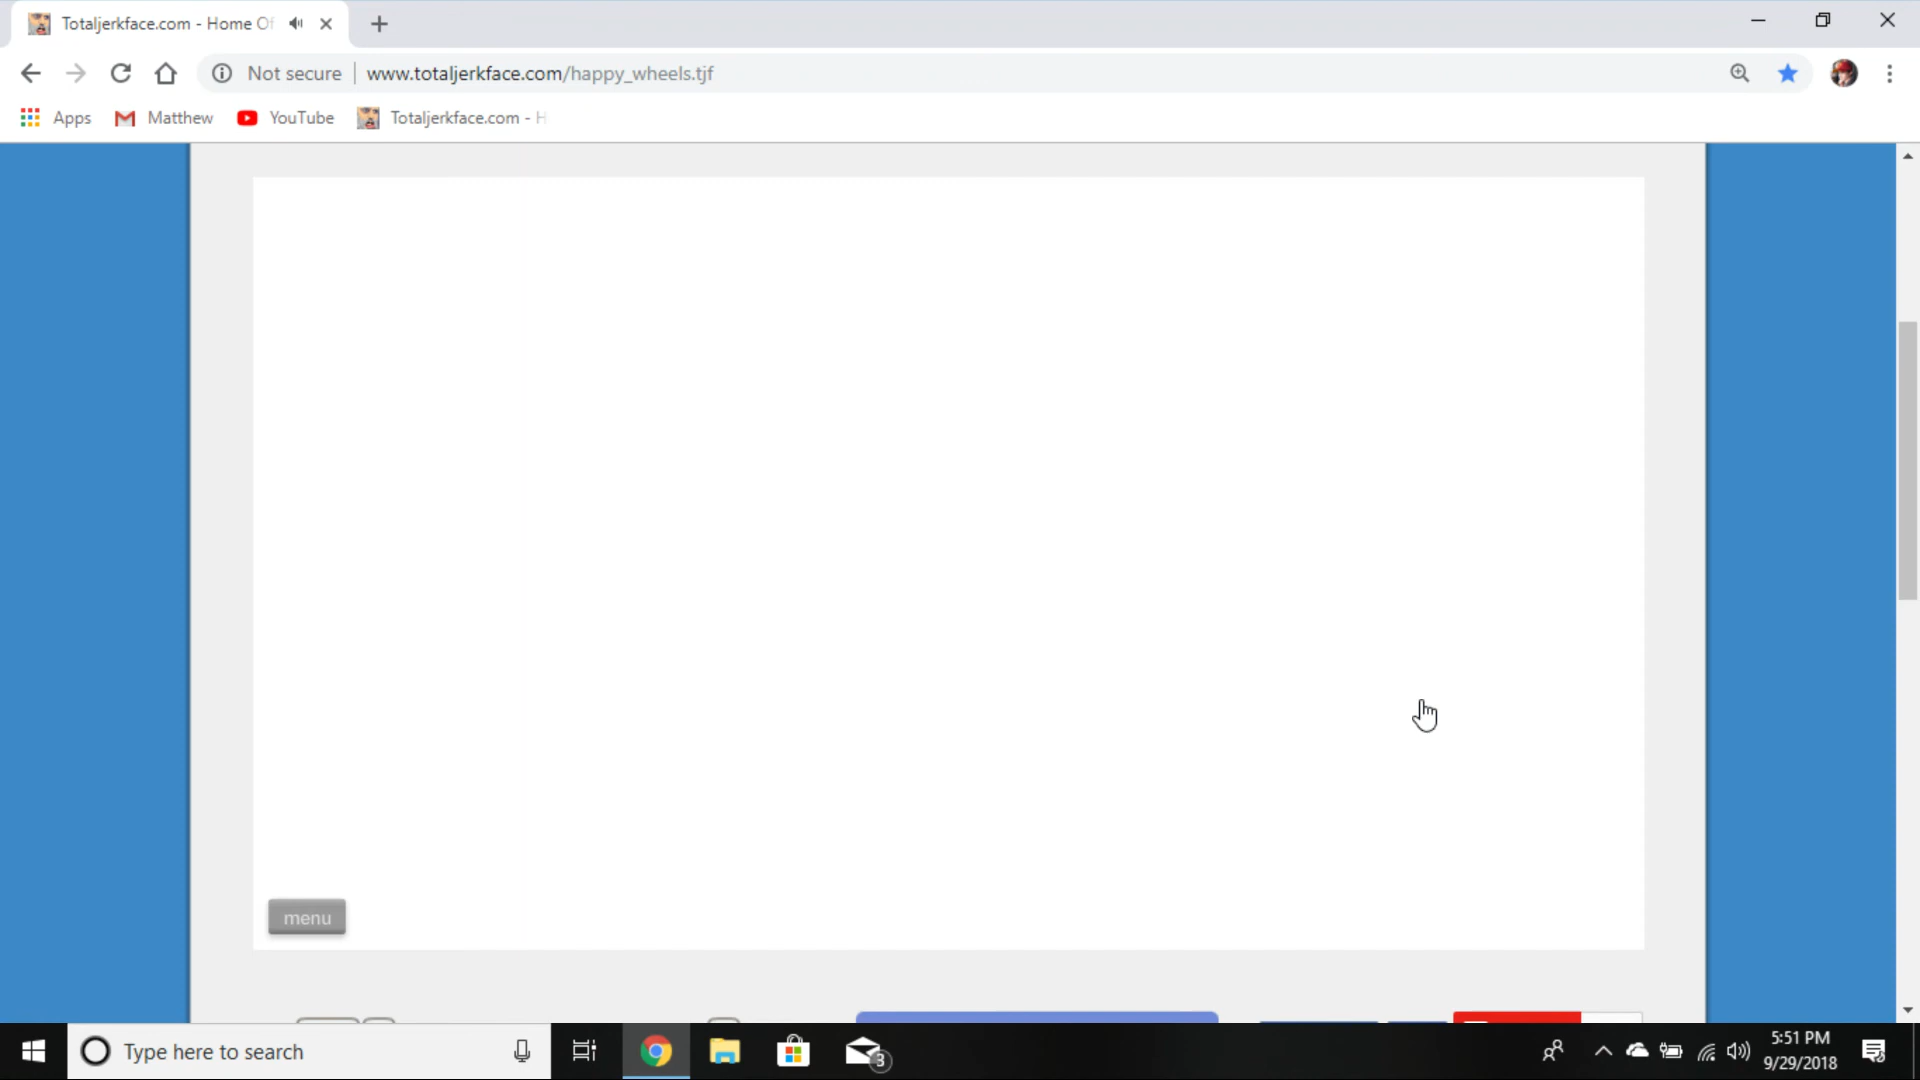 Totaljerkface.com - Home Of
Not secure
www.totaljerkface.com/happy_wheels.tjf
Apps
Matthew
YouTube
Totaljerkface.com - H
menu
Type here to search
3
5:51 PM
9/29/2018